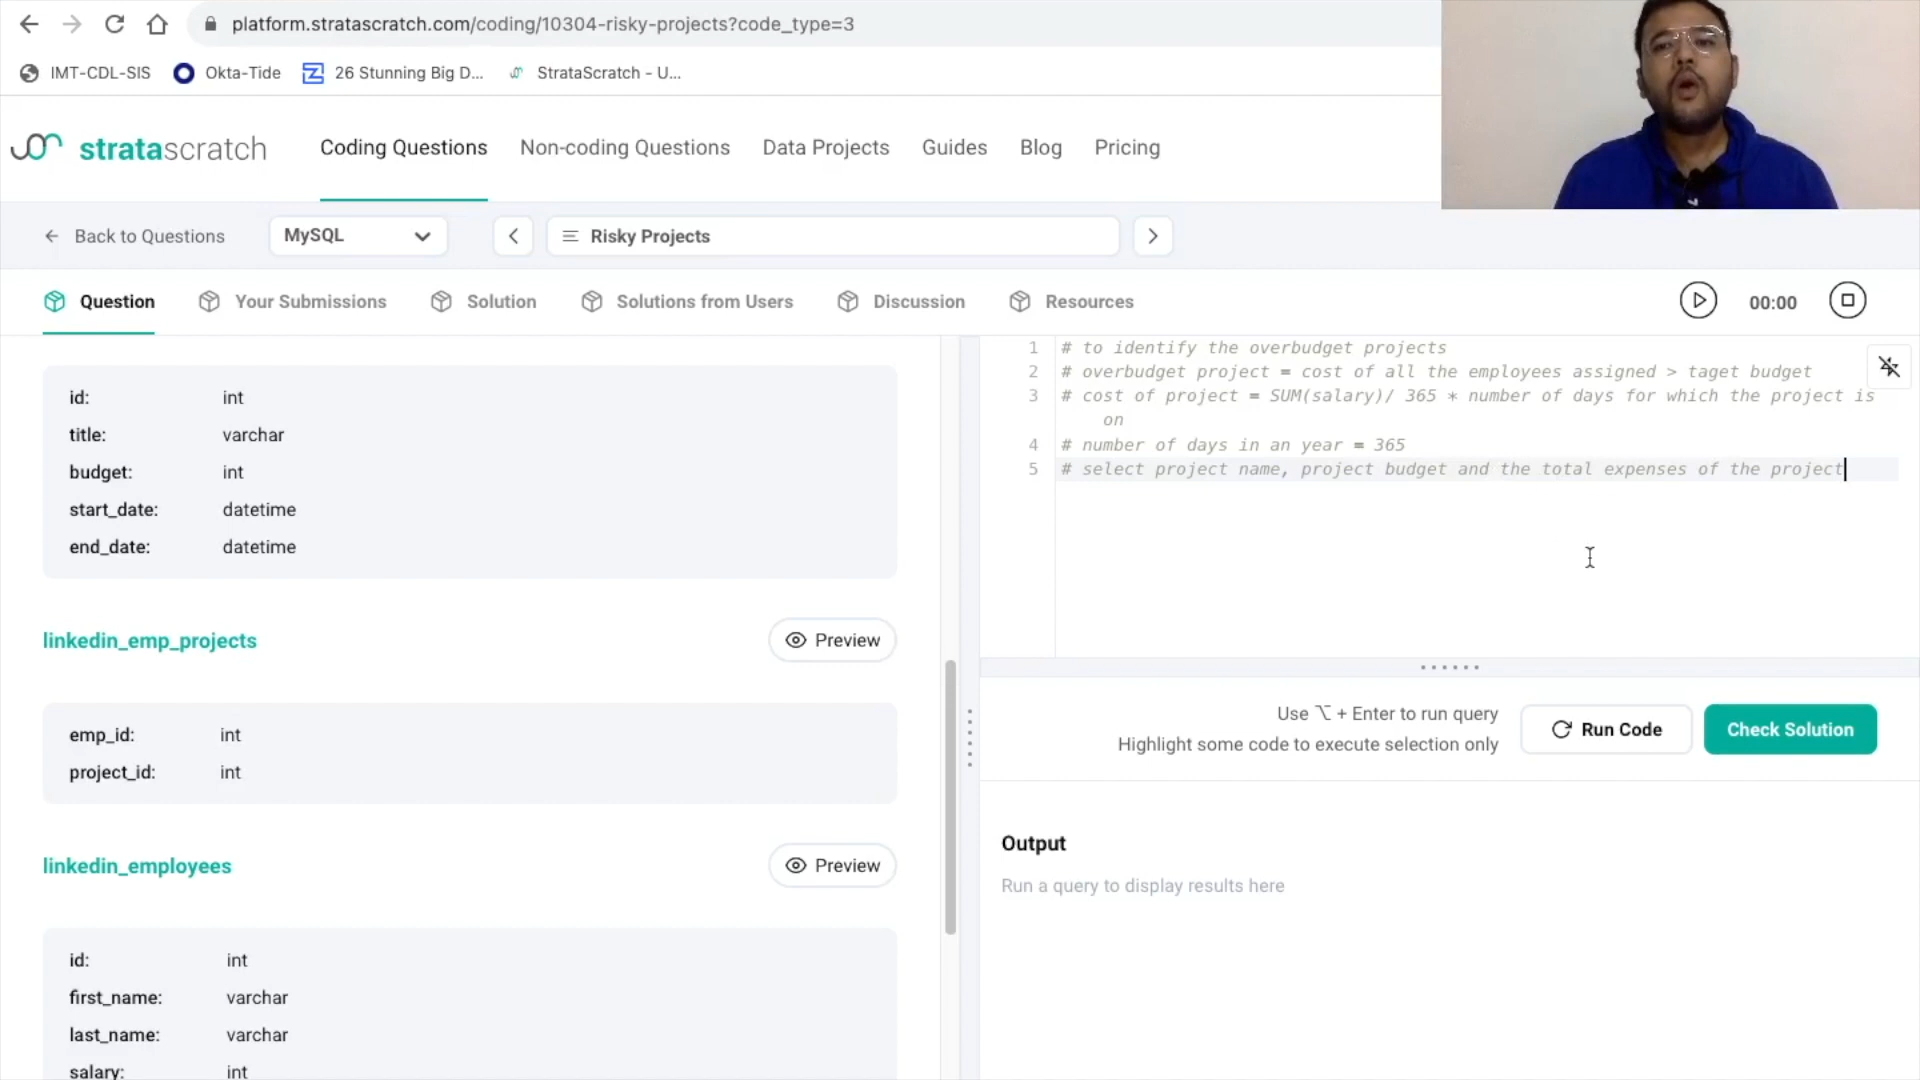 platform.stratascratch.com/coding/10304-risky-projects?code_type=3
IMT-CDL-SIS Okta-Tide 26 Stunning Big D... StrataScratch - U...
stratascratch Coding Questions Non-coding Questions Data Projects Guides Blog Pricing
Back to Questions MySQL Risky Projects
Question Your Submissions Solution Solutions from Users Discussion Resources 00:00
id: int
title: varchar
budget: int
start_date: datetime
end_date: datetime
linkedin_emp_projects Preview
emp_id: int
project_id: int
linkedin_employees Preview
id: int
first_name: varchar
last_name: varchar
salary: int
1 # to identify the overbudget projects
2 # overbudget project = cost of all the employees assigned > taget budget
3 # cost of project = SUM(salary)/ 365 * number of days for which the project is
on
4 # number of days in an year = 365
5 # select project name, project budget and the total expenses of the project
Use ⌥ + Enter to run query
Highlight some code to execute selection only
Run Code Check Solution
Output
Run a query to display results here